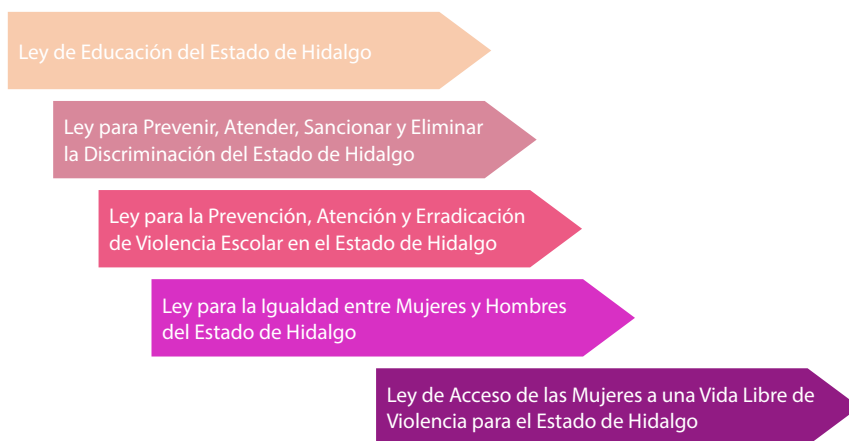 Ley de Educación del Estado de Hidalgo
Ley para Prevenir, Atender, Sancionar y Eliminar
la Discriminación del Estado de Hidalgo
Ley para la Prevención, Atención y Erradicación
de Violencia Escolar en el Estado de Hidalgo
Ley para la Igualdad entre Mujeres y Hombres
del Estado de Hidalgo
Ley de Acceso de las Mujeres a una Vida Libre de
Violencia para el Estado de Hidalgo